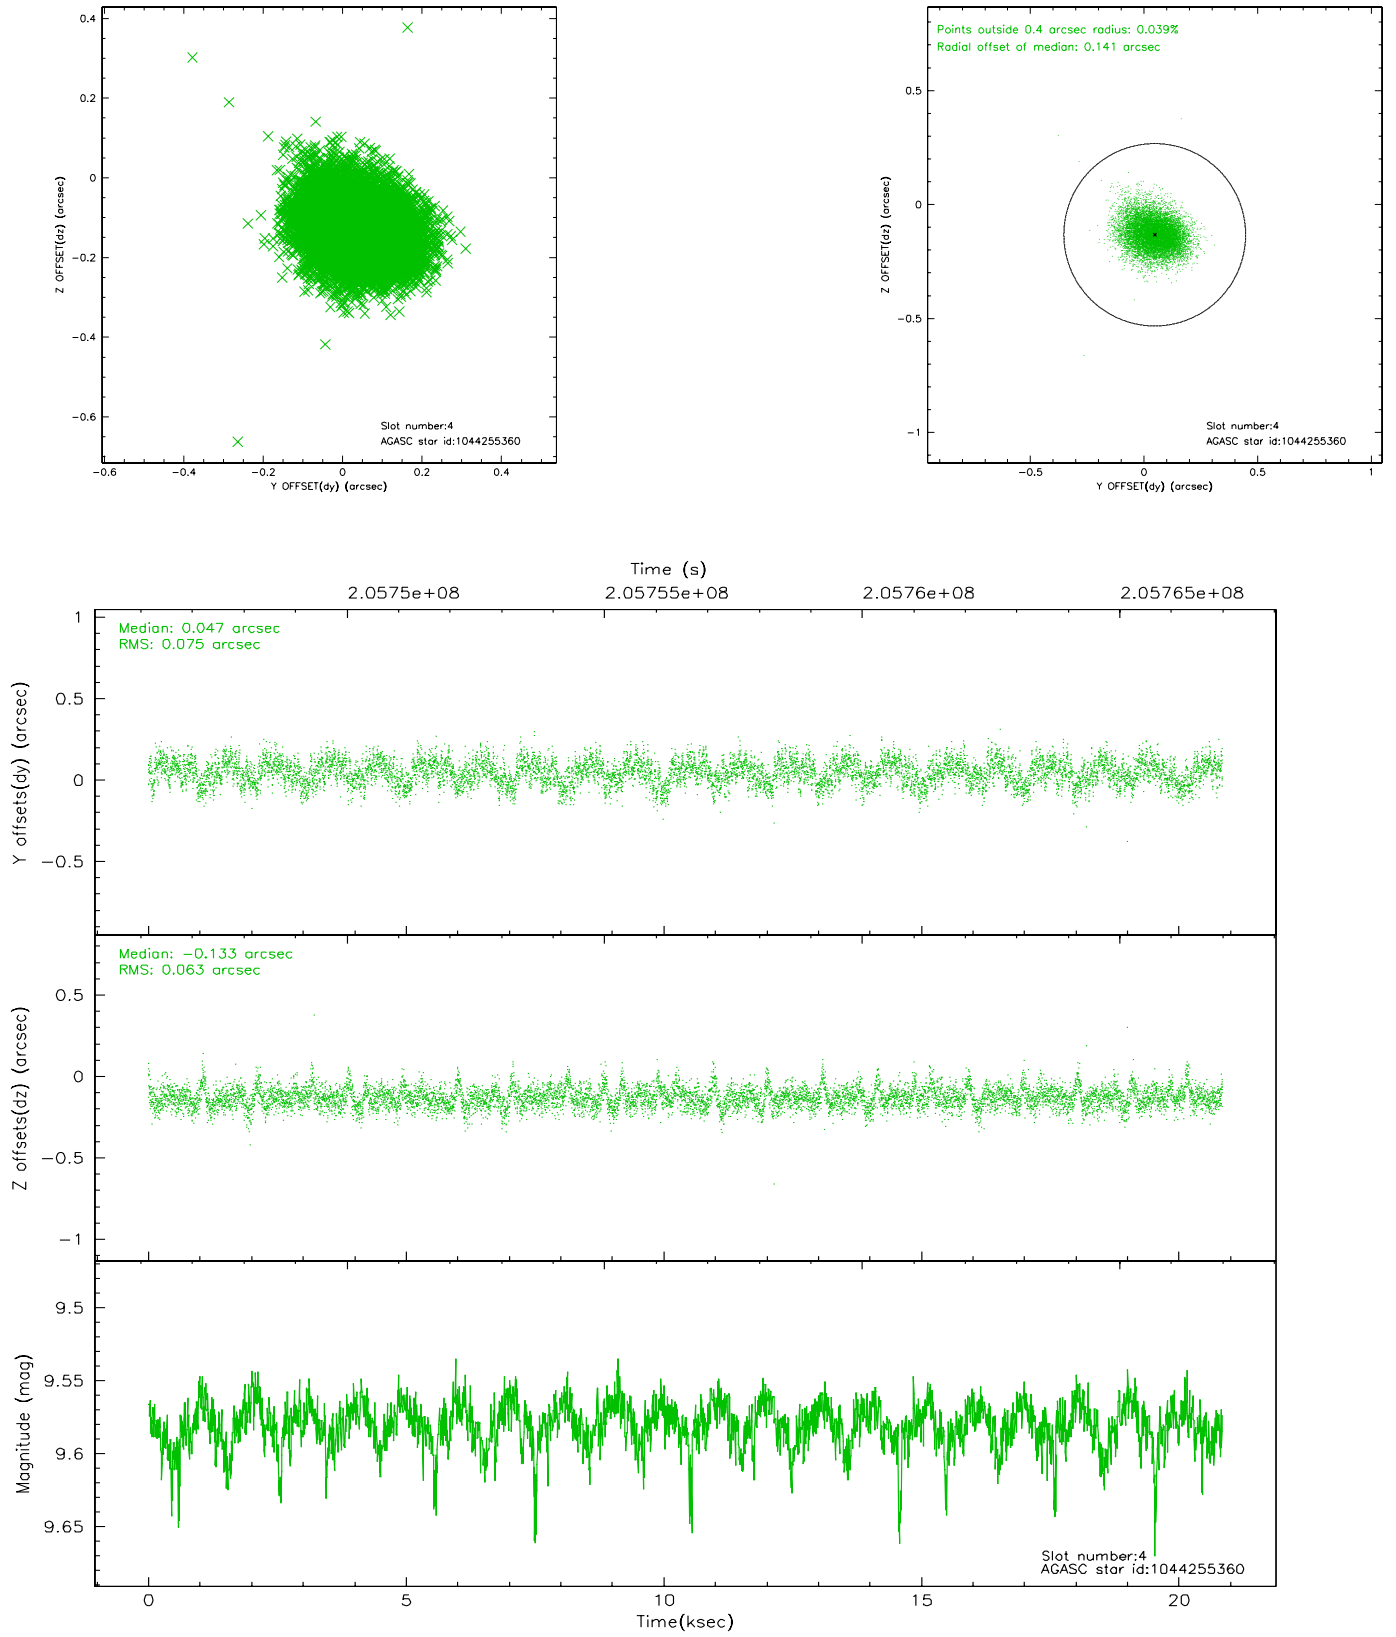 0.4
0.2
0
−0.2
−0.4
−0.6
Z OFFSET(dz) (arcsec)
−0.6 −0.4 −0.2 0 0.2 0.4
Y OFFSET(dy) (arcsec)
Slot number:4
AGASC star id:1044255360
Points outside 0.4 arcsec radius: 0.039%
Radial offset of median: 0.141 arcsec
0.5
0
−0.5
−1
Z OFFSET(dz) (arcsec)
−0.5 0 0.5 1
Y OFFSET(dy) (arcsec)
Slot number:4
AGASC star id:1044255360
Time (s)
2.0575e+08 2.05755e+08 2.0576e+08 2.05765e+08
Median: 0.047 arcsec
RMS: 0.075 arcsec
1
0.5
0
−0.5
Y offsets(dy) (arcsec)
Median: −0.133 arcsec
RMS: 0.063 arcsec
0.5
0
−0.5
−1
Z offsets(dz) (arcsec)
9.5
9.55
9.6
9.65
Magnitude (mag)
Slot number:4
AGASC star id:1044255360
0 5 10 15 20
Time(ksec)